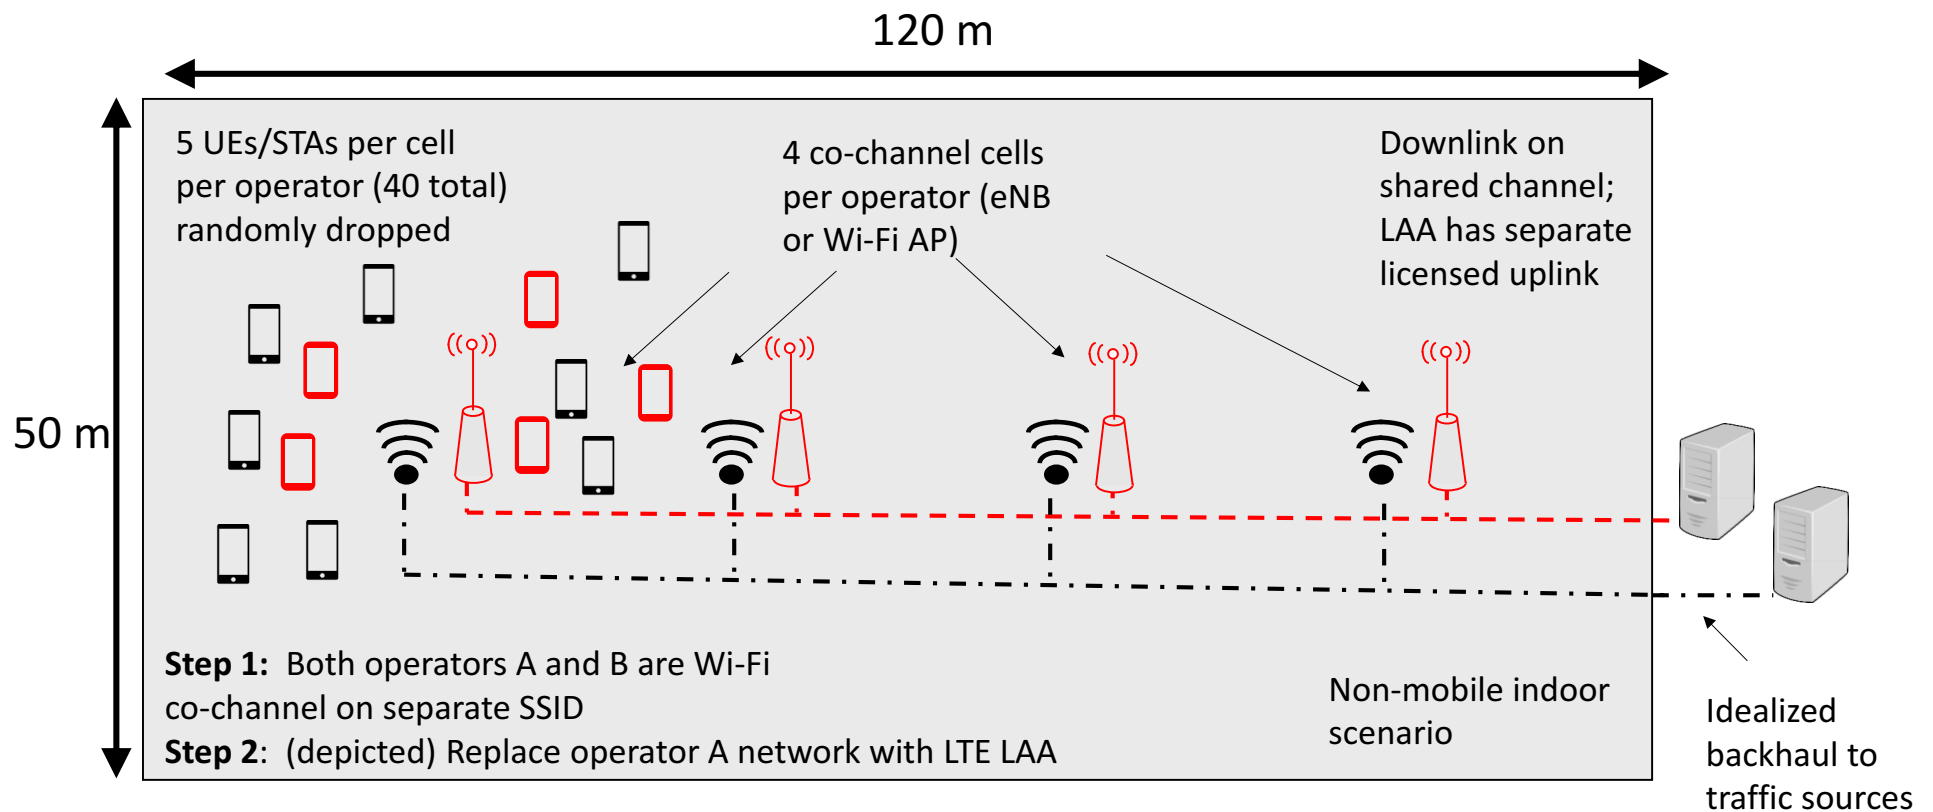 120 m
50 m
5 UEs/STAs per cell
per operator (40 total)
randomly dropped
4 co-channel cells
per operator (eNB
or Wi-Fi AP)
Downlink on
shared channel;
LAA has separate
licensed uplink
Step 1:  Both operators A and B are Wi-Fi
co-channel on separate SSID
Step 2:  (depicted) Replace operator A network with LTE LAA
Non-mobile indoor
scenario
Idealized
backhaul to
traffic sources